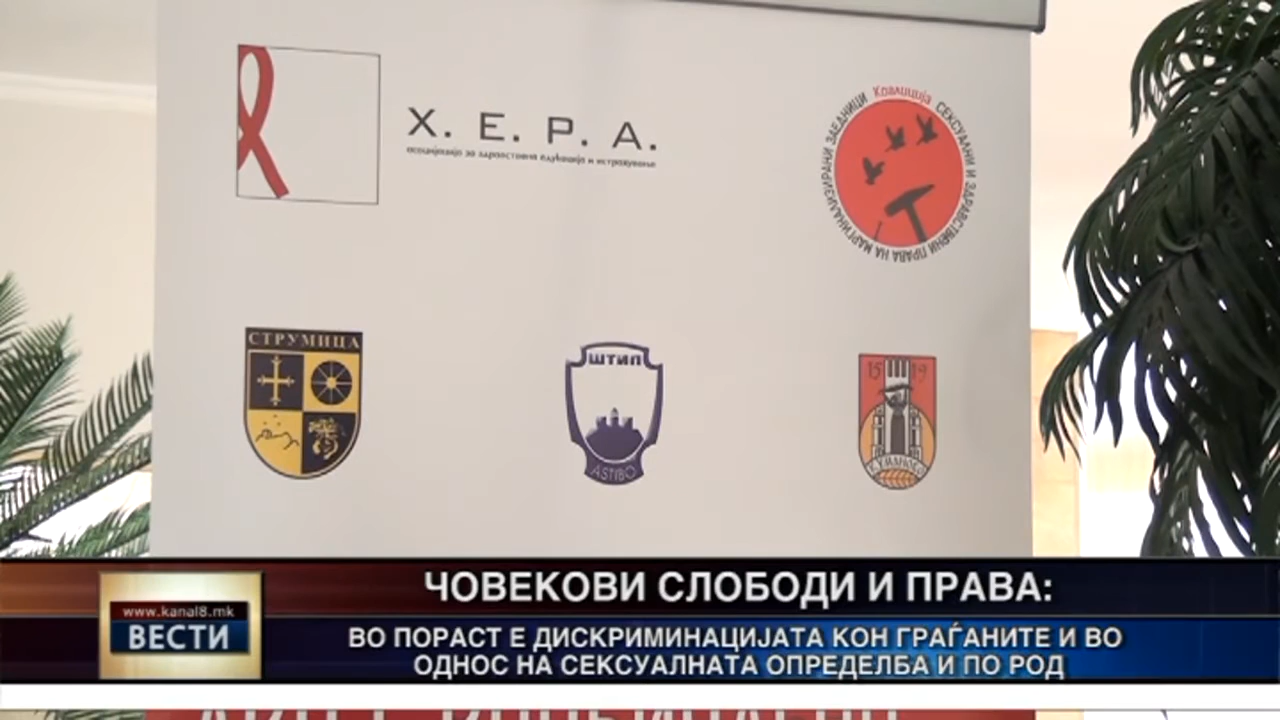 Х. Е. Р. А.
асоцијација за здравствена едукација и истражување
Коалиција СЕКСУАЛНИ И ЗДРАВСТВЕНИ ПРАВА НА МАРГИНАЛИЗИРАНИ ЗАЕДНИЦИ
СТРУМИЦА
ШТИП
ASTIBO
15 19
КУМАНОВО
ЧОВЕКОВИ СЛОБОДИ И ПРАВА:
www.kanal8.mk
ВЕСТИ
ВО ПОРАСТ Е ДИСКРИМИНАЦИЈАТА КОН ГРАЃАНИТЕ И ВО
ОДНОС НА СЕКСУАЛНАТА ОПРЕДЕЛБА И ПО РОД